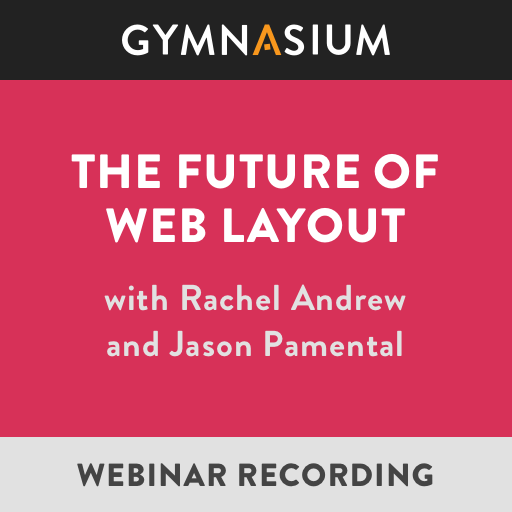 GYMNASIUM
THE FUTURE OF
WEB LAYOUT
with Rachel Andrew
and Jason Pamental
WEBINAR RECORDING